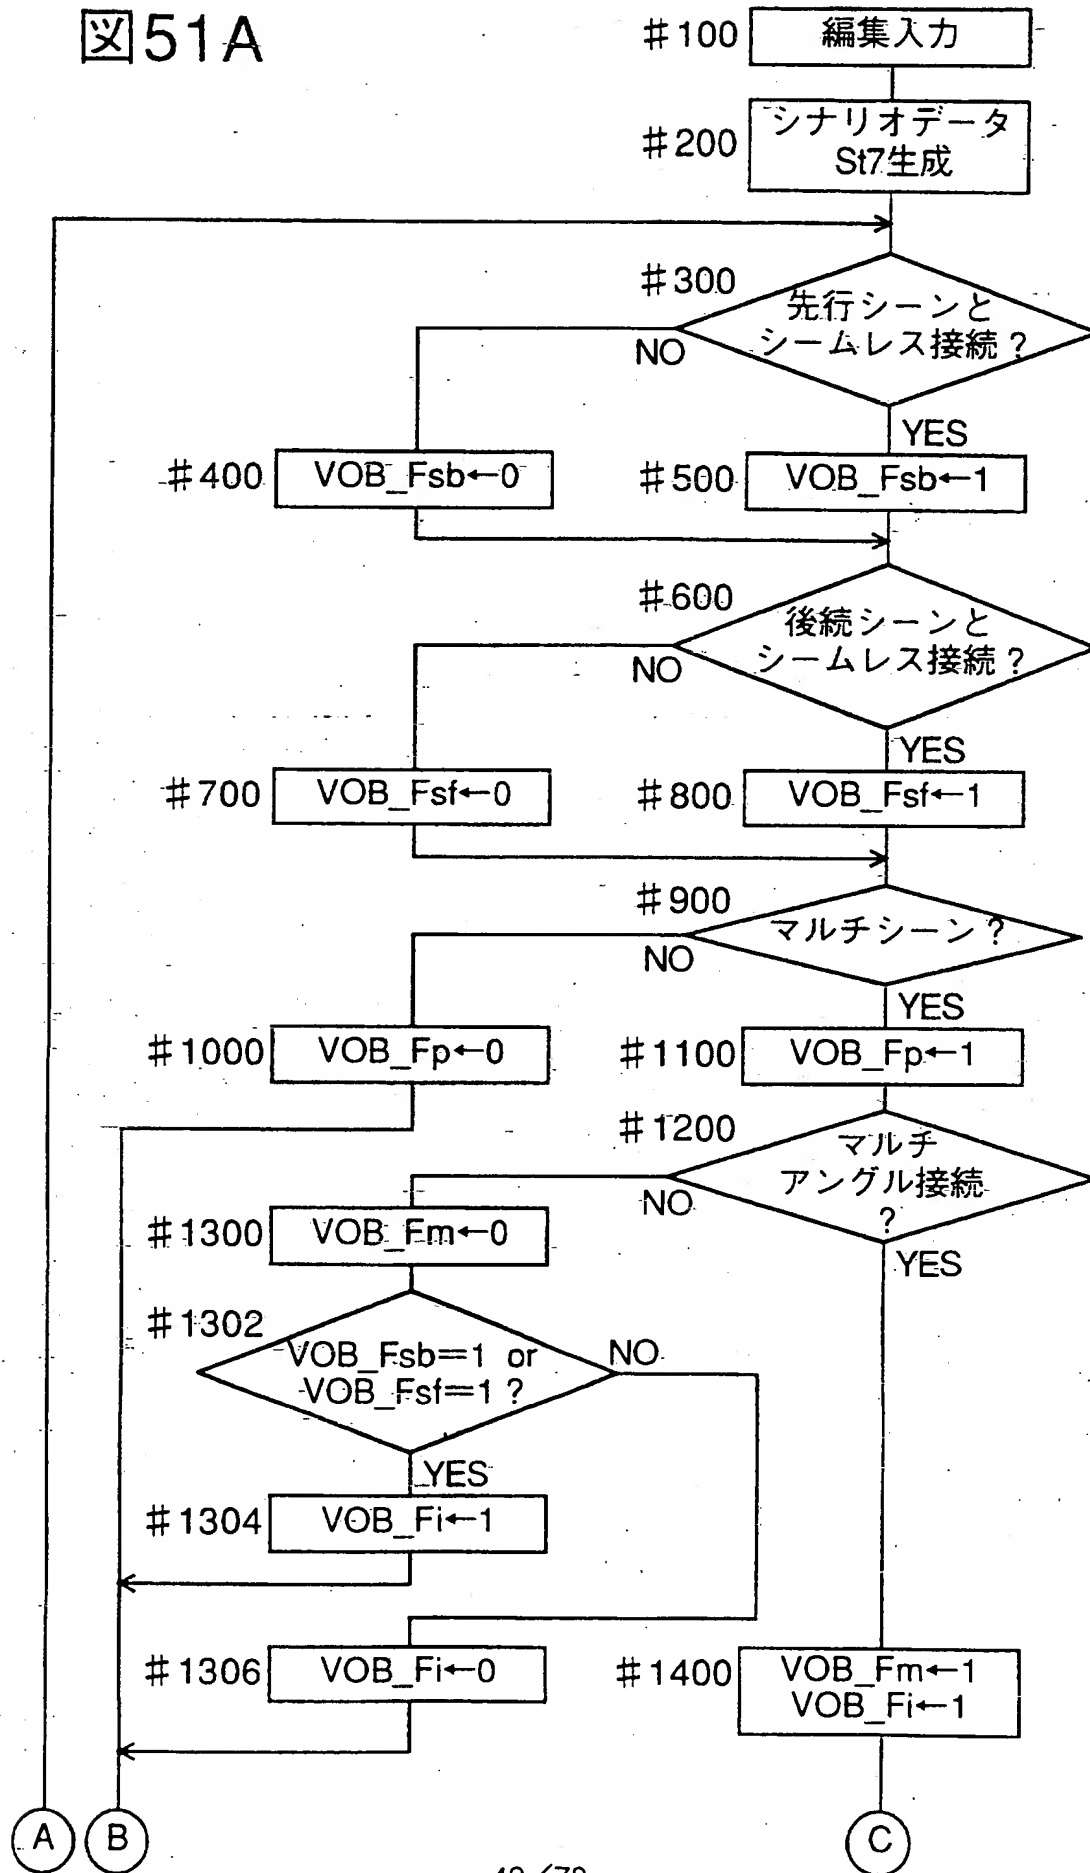 図51A
#100 編集入力
#200 シナリオデータ
St7生成
#300 先行シーンと
シームレス接続?
NO
YES
#400 VOB_Fsb←0
#500 VOB_Fsb←1
#600 後続シーンと
シームレス接続?
NO
YES
#700 VOB_Fsf←0
#800 VOB_Fsf←1
#900 マルチシーン?
NO
YES
#1000 VOB_Fp←0
#1100 VOB_Fp←1
#1200 マルチ
アングル接続
?
NO
YES
#1300 VOB_Fm←0
#1302 VOB_Fsb=1 or
VOB_Fsf=1?
NO
YES
#1304 VOB_Fi←1
#1306 VOB_Fi←0
#1400 VOB_Fm←1
VOB_Fi←1
A
B
C